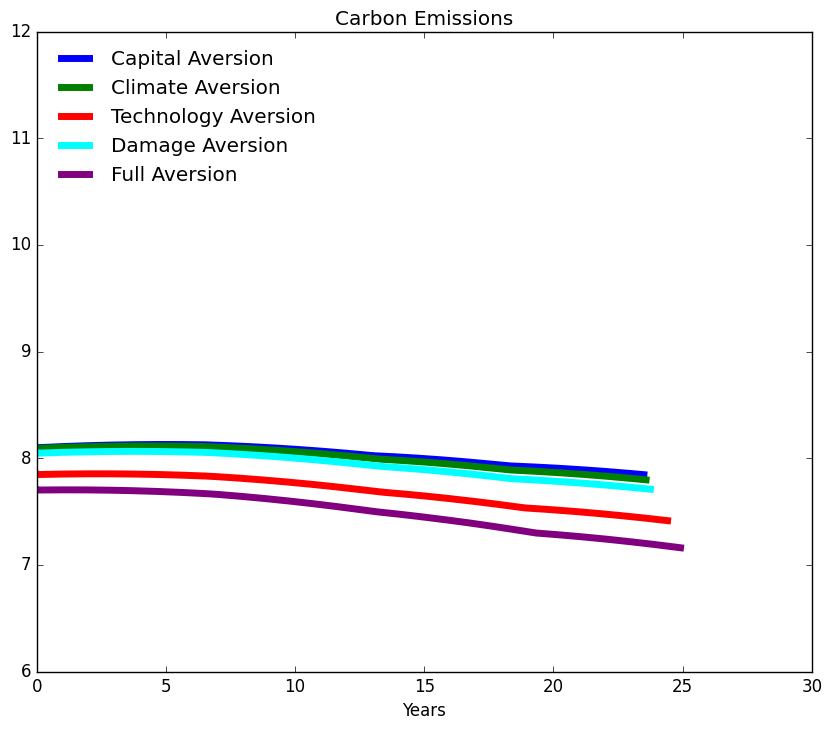 Carbon Emissions
12
11
10
9
8
7
6
Capital Aversion
Climate Aversion
Technology Aversion
Damage Aversion
Full Aversion
0 5 10 15 20 25 30
Years